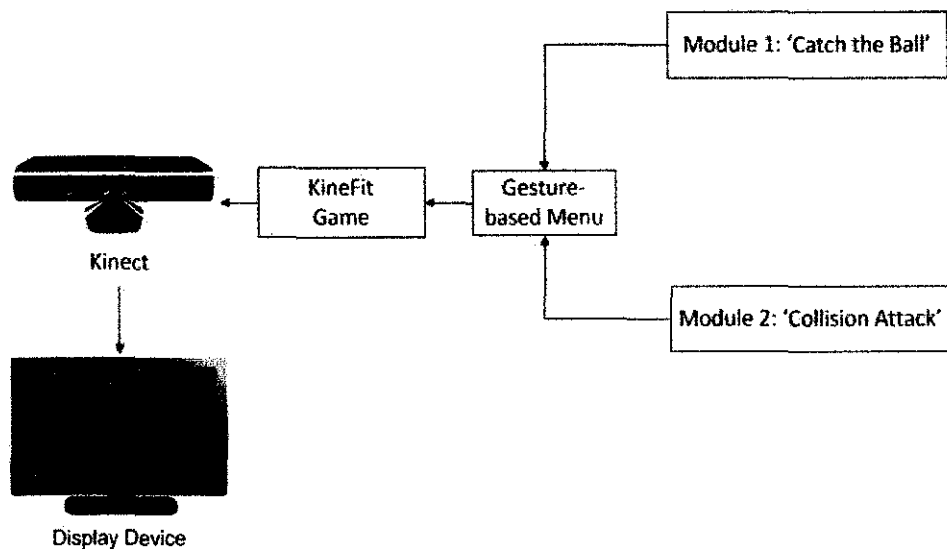 Module 1: ‘Catch the Ball’
KineFit
Game
Gesture-
based Menu
Kinect
Module 2: ‘Collision Attack’
Display Device